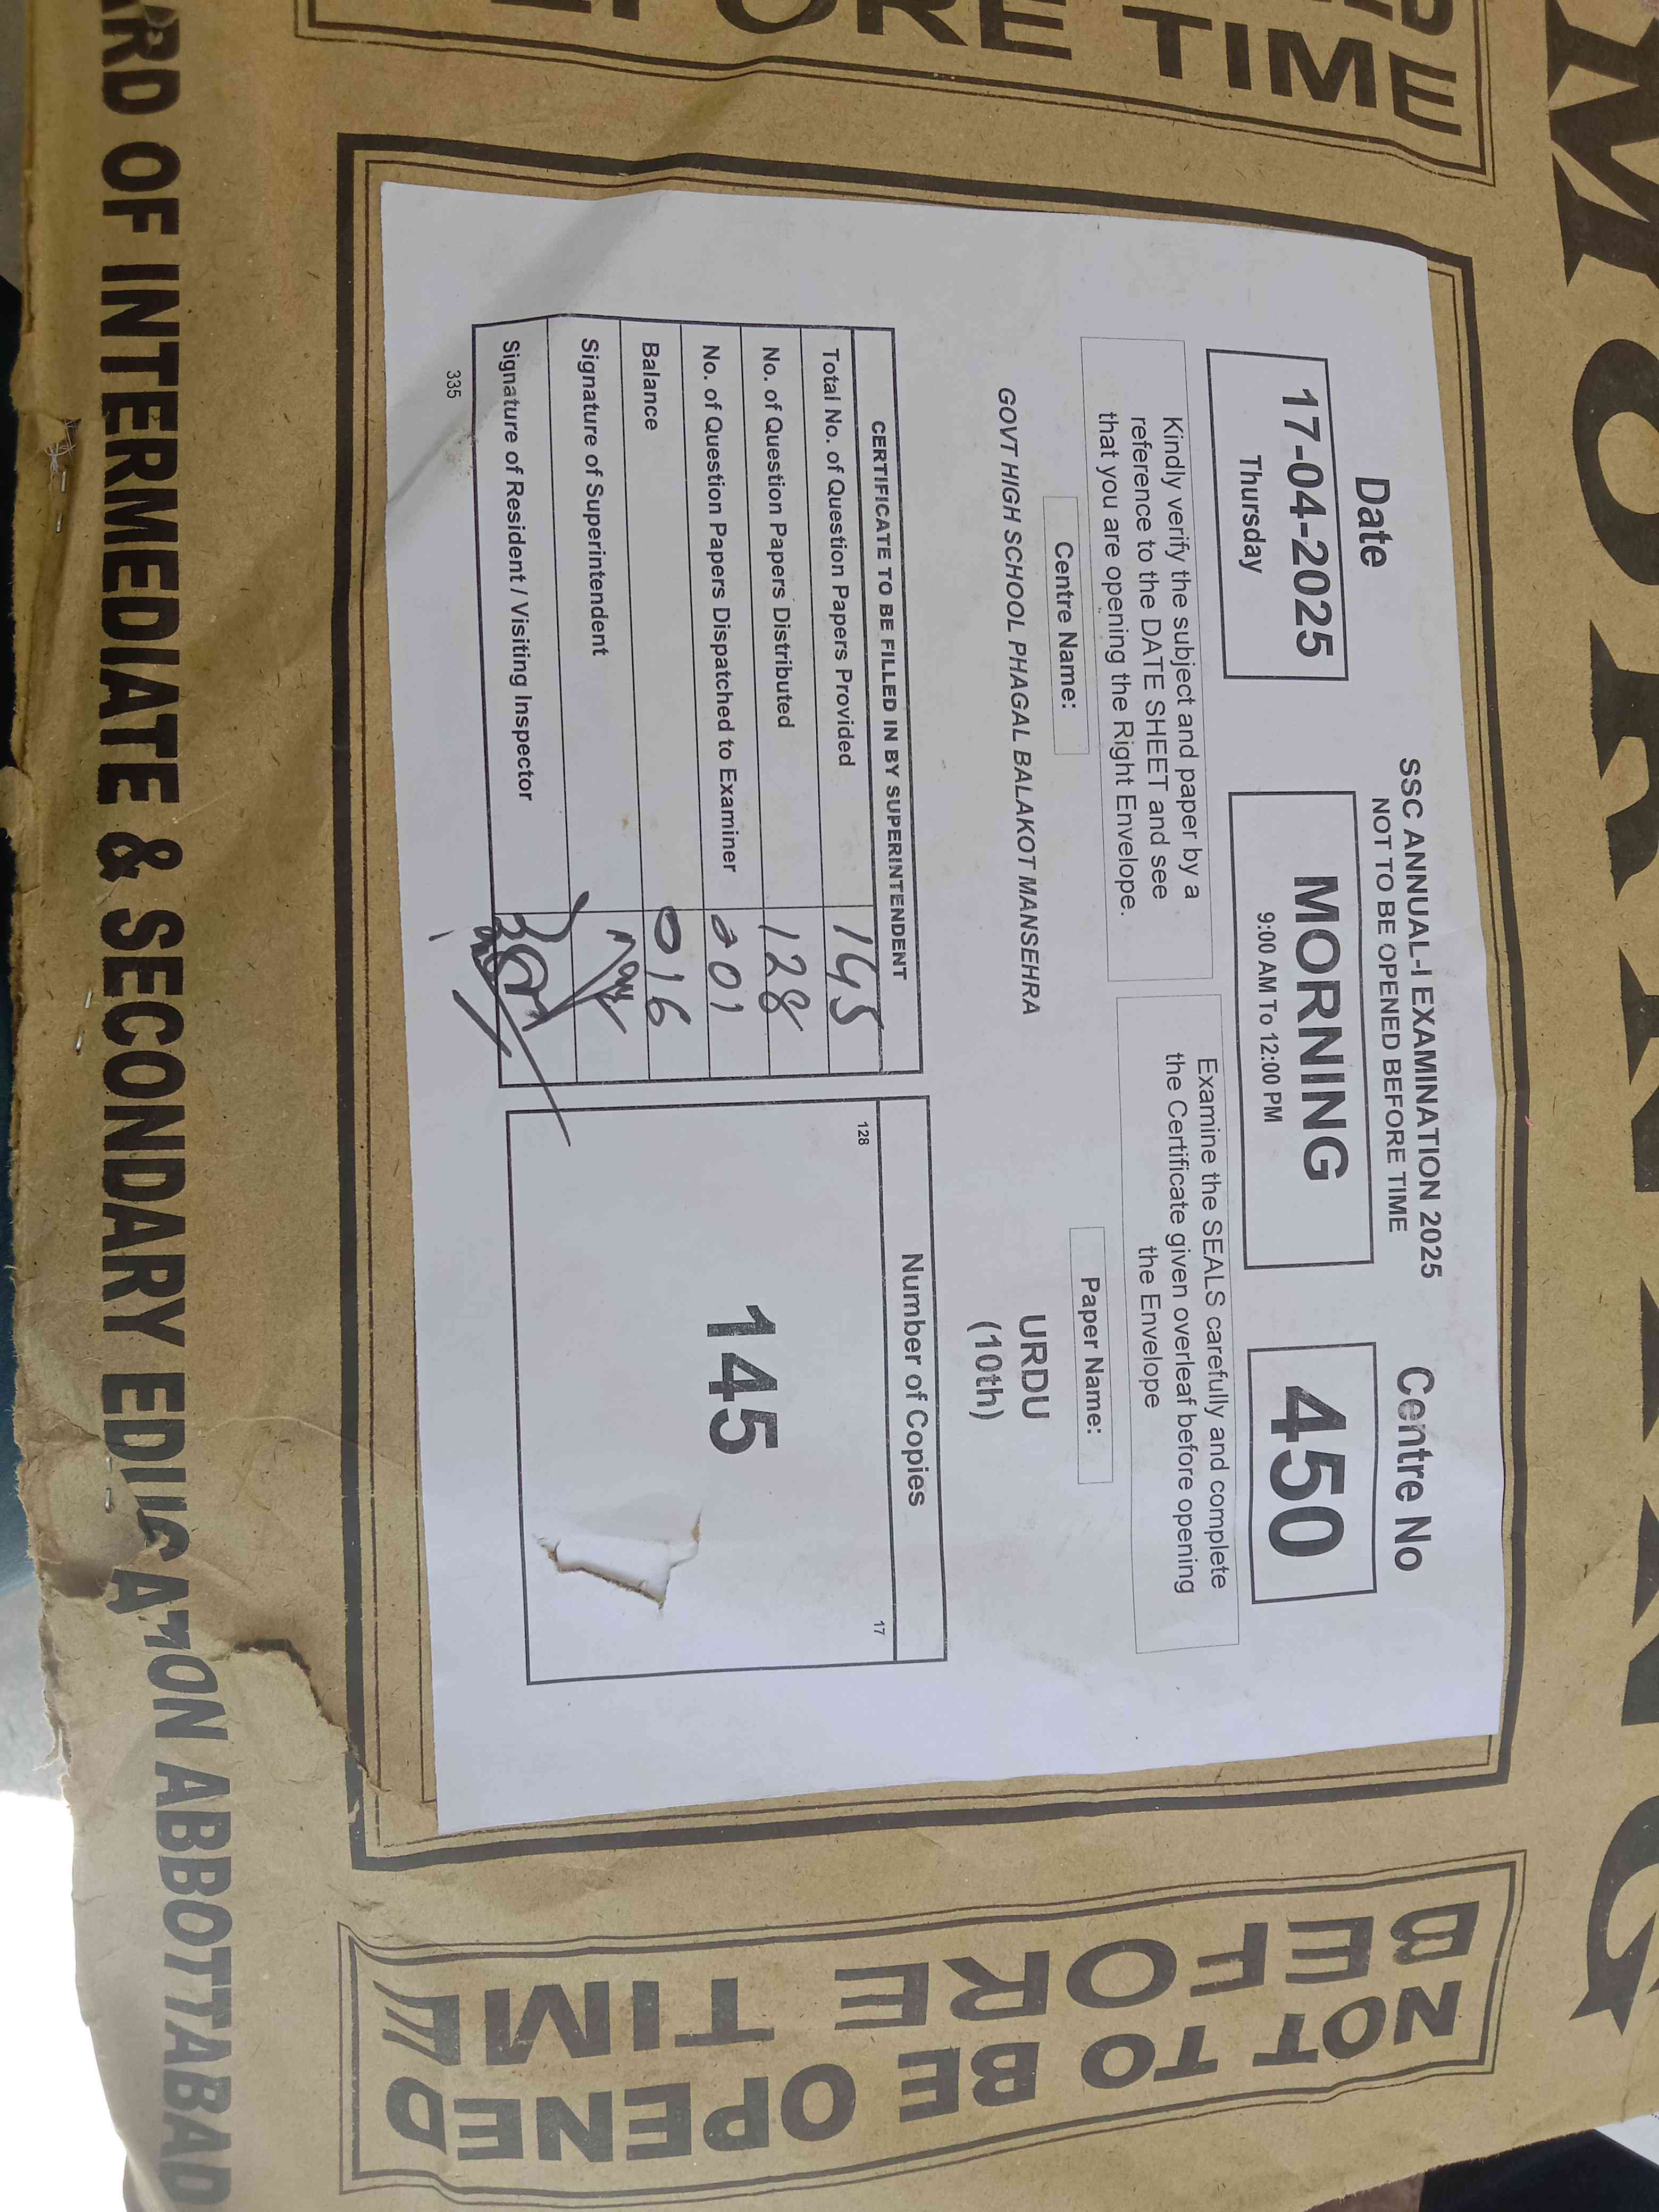 MORNING
BEFORE TIME
SSC ANNUAL-I EXAMINATION 2025
NOT TO BE OPENED BEFORE TIME
Date
Centre No
17-04-2025
Thursday
MORNING
9:00 AM To 12:00 PM
450
Kindly verify the subject and paper by a
reference to the DATE SHEET and see
that you are opening the Right Envelope.
Examine the SEALS carefully and complete
the Certificate given overleaf before opening
the Envelope
Centre Name:
Paper Name:
GOVT HIGH SCHOOL PHAGAL BALAKOT MANSEHRA
URDU
(10th)
CERTIFICATE TO BE FILLED IN BY SUPERINTENDENT
Total No. of Question Papers Provided 145
No. of Question Papers Distributed 128
No. of Question Papers Dispatched to Examiner 001
Balance 016
Signature of Superintendent
Signature of Resident / Visiting Inspector
335
Number of Copies
128 17
145
NOT TO BE OPENED
BEFORE TIME
ARD OF INTERMEDIATE & SECONDARY EDUCATION ABBOTTABAD